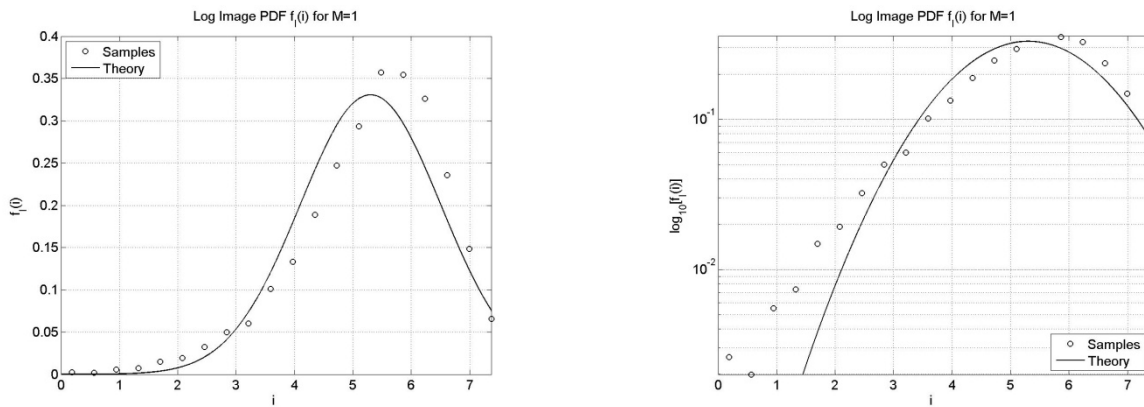 Log Image PDF f_I(i) for M=1
0.4
0.35
0.3
0.25
0.2
0.15
0.1
0.05
0
f_I(i)
Samples
Theory
0 1 2 3 4 5 6 7
i
Log Image PDF f_I(i) for M=1
10^-1
10^-2
log_10[f_I(i)]
Samples
Theory
0 1 2 3 4 5 6 7
i